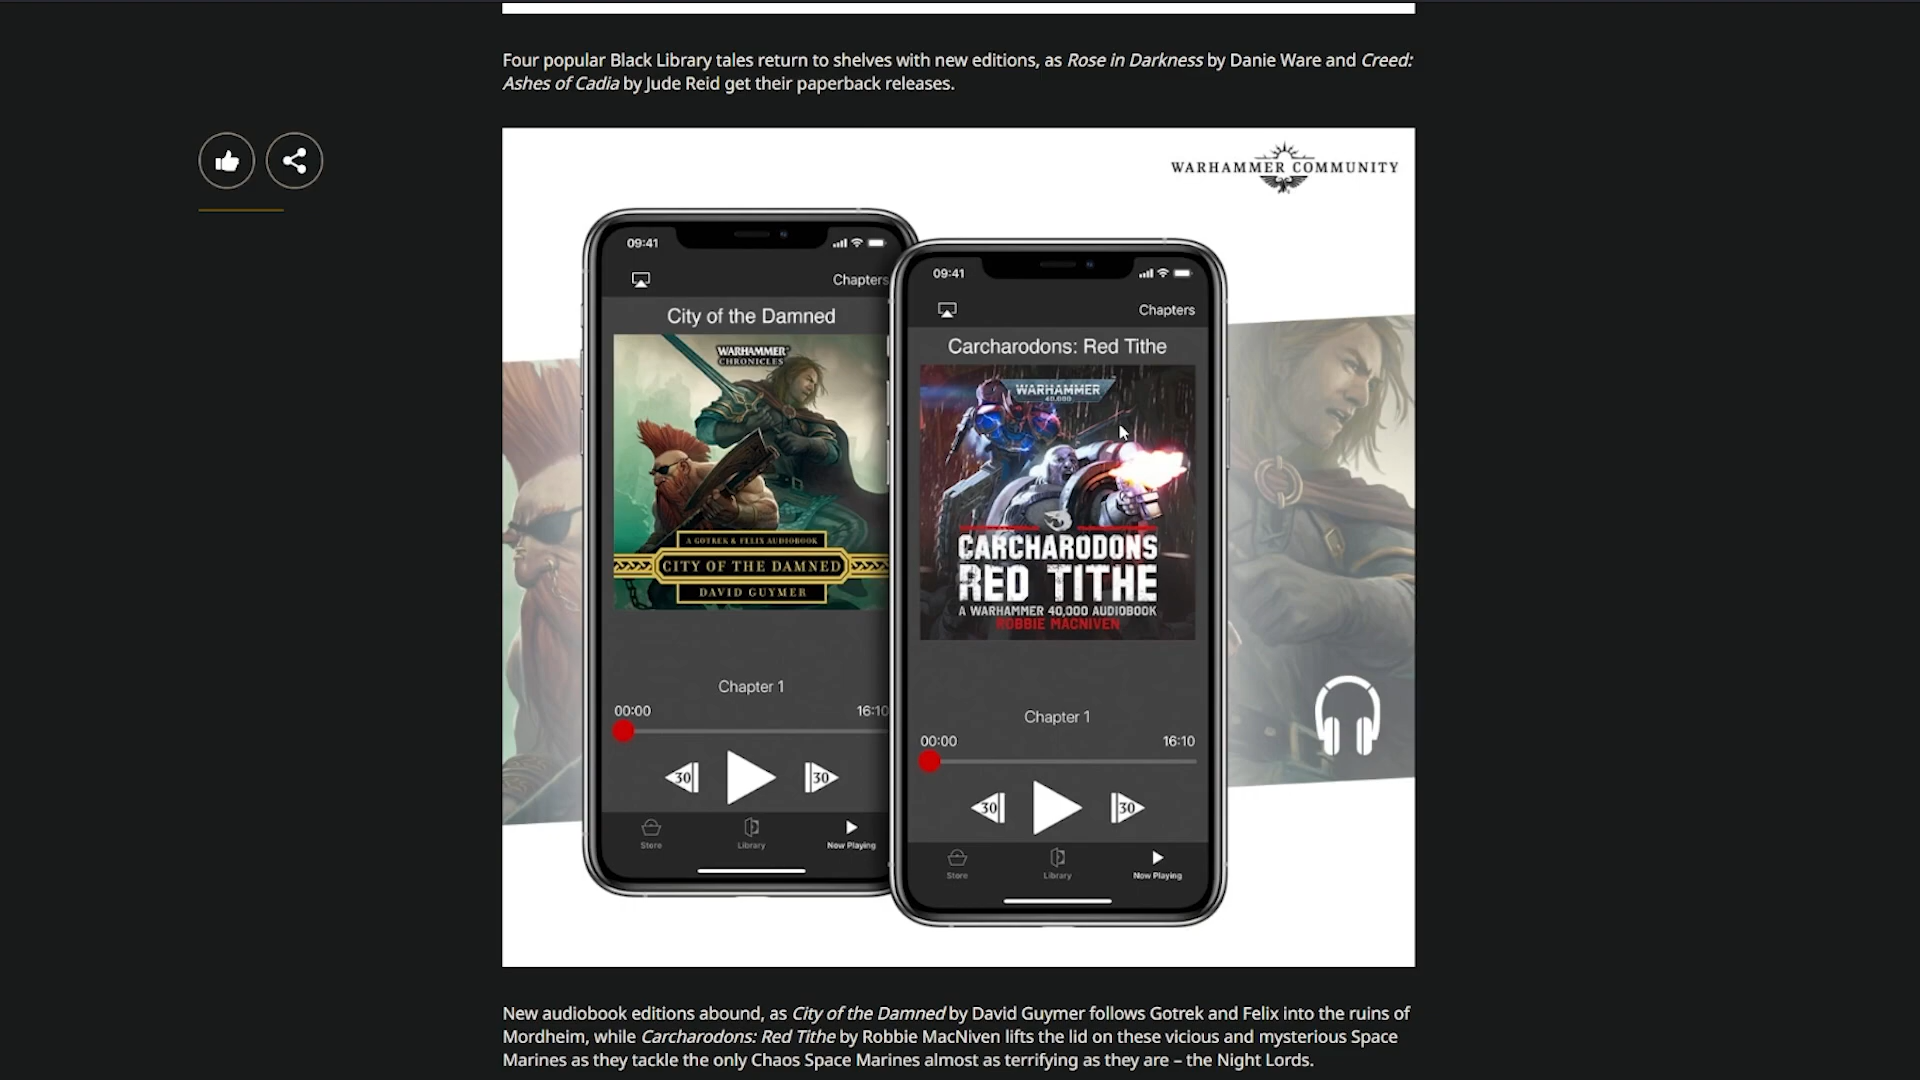 Four popular Black Library tales return to shelves with new editions, as Rose in Darkness by Danie Ware and Creed:
Ashes of Cadia by Jude Reid get their paperback releases.
WARHAMMER COMMUNITY
09:41
Chapters
City of the Damned
WARHAMMER
CHRONICLES
A GOTREK & FELIX AUDIOBOOK
CITY OF THE DAMNED
DAVID GUYMER
Chapter 1
00:00
16:10
30
30
Store
Library
Now Playing
09:41
Chapters
Carcharodons: Red Tithe
WARHAMMER
40,000
CARCHARODONS
RED TITHE
A WARHAMMER 40,000 AUDIOBOOK
ROBBIE MACNIVEN
Chapter 1
00:00
16:10
30
30
Store
Library
Now Playing
New audiobook editions abound, as City of the Damned by David Guymer follows Gotrek and Felix into the ruins of
Mordheim, while Carcharodons: Red Tithe by Robbie MacNiven lifts the lid on these vicious and mysterious Space
Marines as they tackle the only Chaos Space Marines almost as terrifying as they are – the Night Lords.